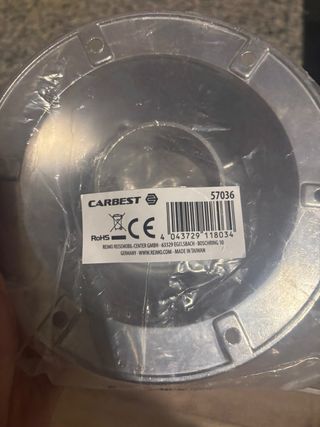 CARBEST 57036
RoHS CE
4 043729 118034
REIMO REISEMOBIL-CENTER GMBH · 63329 EGELSBACH · BOSCHRING 10
GERMANY · WWW.REIMO.COM · MADE IN TAIWAN